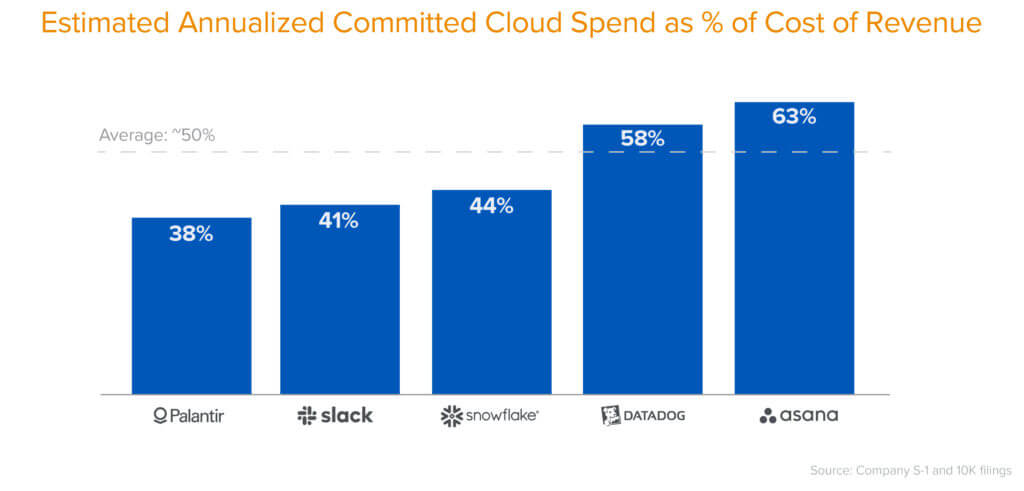 Estimated Annualized Committed Cloud Spend as % of Cost of Revenue
Average: ~50%
38%
41%
44%
58%
63%
Palantir
slack
snowflake®
DATADOG
asana
Source: Company S-1 and 10K filings